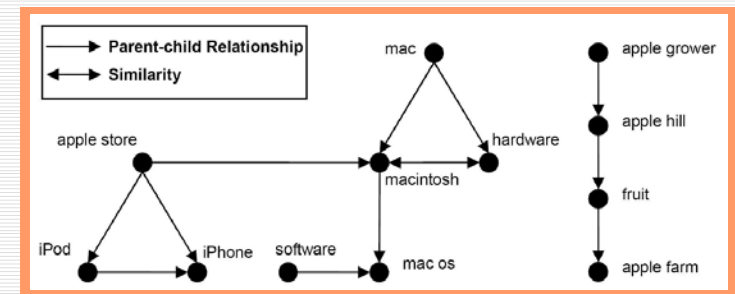 Parent-child Relationship
Similarity
mac
apple grower
apple store
hardware
apple hill
macintosh
fruit
iPod
iPhone
software
mac os
apple farm